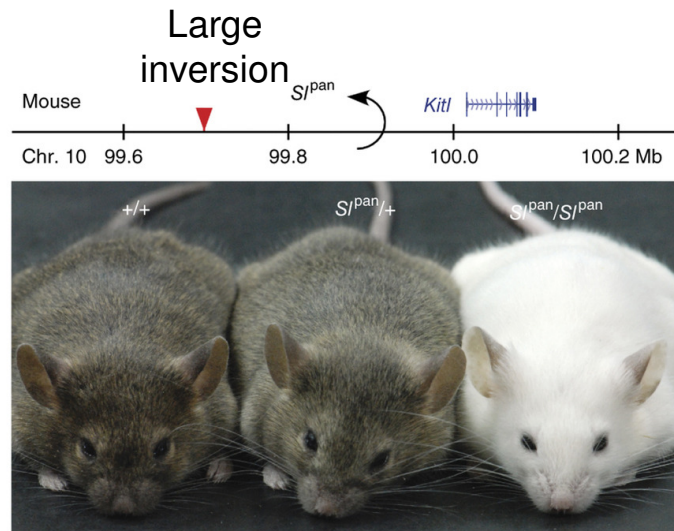 Large
inversion
Mouse
Sl^pan
Kitl
Chr. 10 99.6 99.8 100.0 100.2 Mb
+/+ Sl^pan/+ Sl^pan/Sl^pan